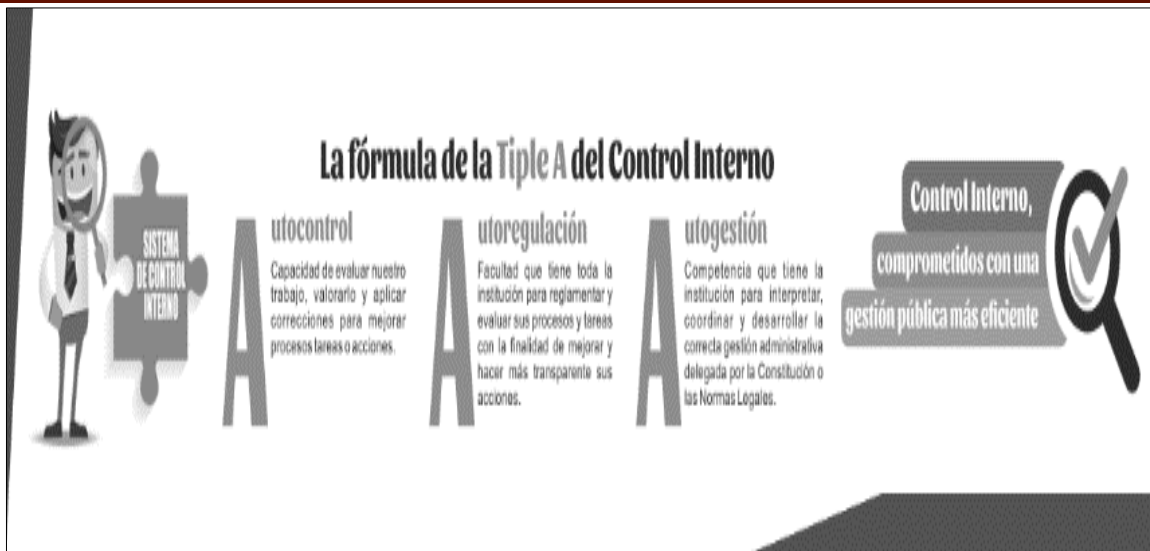 La fórmula de la Tiple A del Control Interno
SISTEMA
DE CONTROL
INTERNO
Autocontrol
Capacidad de evaluar nuestro
trabajo, valorarlo y aplicar
correcciones para mejorar
procesos tareas o acciones.
Autoregulación
Facultad que tiene toda la
institución para reglamentar y
evaluar sus procesos y tareas
con la finalidad de mejorar y
hacer más transparente sus
acciones.
Autogestión
Competencia que tiene la
institución para interpretar,
coordinar y desarrollar la
correcta gestión administrativa
delegada por la Constitución o
las Normas Legales.
Control Interno,
comprometidos con una
gestión pública más eficiente